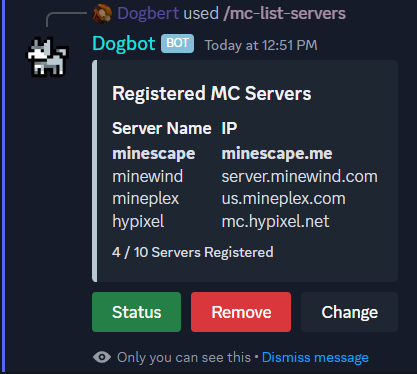 Dogbert used /mc-list-servers
Dogbot BOT Today at 12:51 PM
Registered MC Servers
Server Name IP
minescape minescape.me
minewind server.minewind.com
mineplex us.mineplex.com
hypixel mc.hypixel.net
4 / 10 Servers Registered
Status Remove Change
Only you can see this • Dismiss message